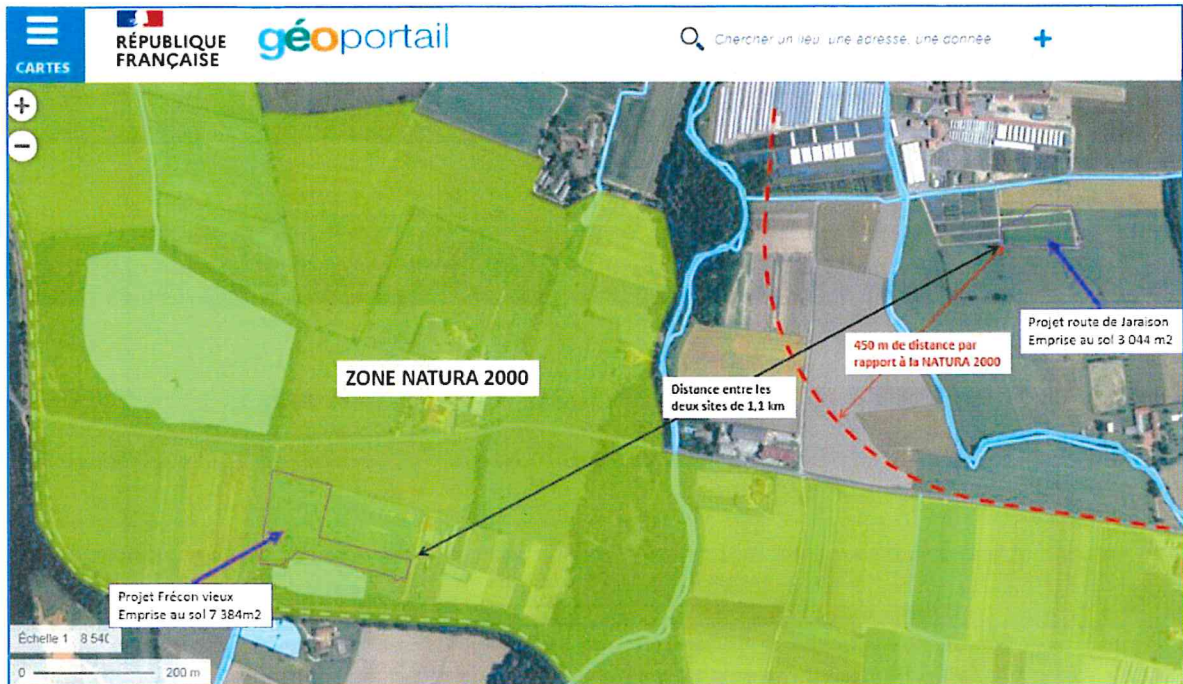 CARTES
RÉPUBLIQUE
FRANÇAISE
géoportail
Chercher un lieu, une adresse, une donnée
+
+
−
ZONE NATURA 2000
Projet route de Jaraison
Emprise au sol 3 044 m2
450 m de distance par
rapport à la NATURA 2000
Distance entre les
deux sites de 1,1 km
Projet Frécon vieux
Emprise au sol 7 384m2
Échelle 1 8 540
0 200 m